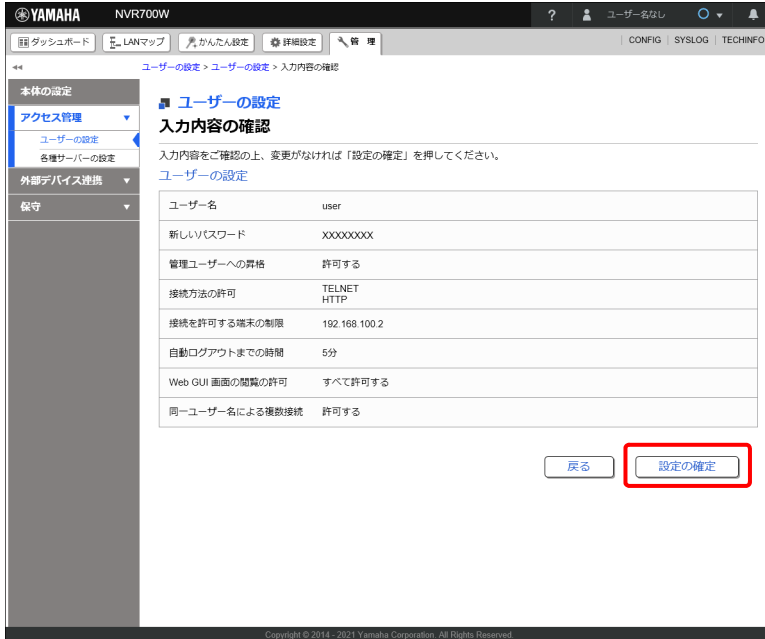 YAMAHA NVR700W ? ユーザー名なし
ダッシュボード LANマップ かんたん設定 詳細設定 管 理 CONFIG SYSLOG TECHINFO
ユーザーの設定 > ユーザーの設定 > 入力内容の確認
本体の設定
アクセス管理
ユーザーの設定
各種サーバーの設定
外部デバイス連携
保守
ユーザーの設定
入力内容の確認
入力内容をご確認の上、変更がなければ「設定の確定」を押してください。
ユーザーの設定
ユーザー名 user
新しいパスワード XXXXXXXX
管理ユーザーへの昇格 許可する
接続方法の許可 TELNET
HTTP
接続を許可する端末の制限 192.168.100.2
自動ログアウトまでの時間 5分
Web GUI 画面の閲覧の許可 すべて許可する
同一ユーザー名による複数接続 許可する
戻る 設定の確定
Copyright © 2014 - 2021 Yamaha Corporation. All Rights Reserved.